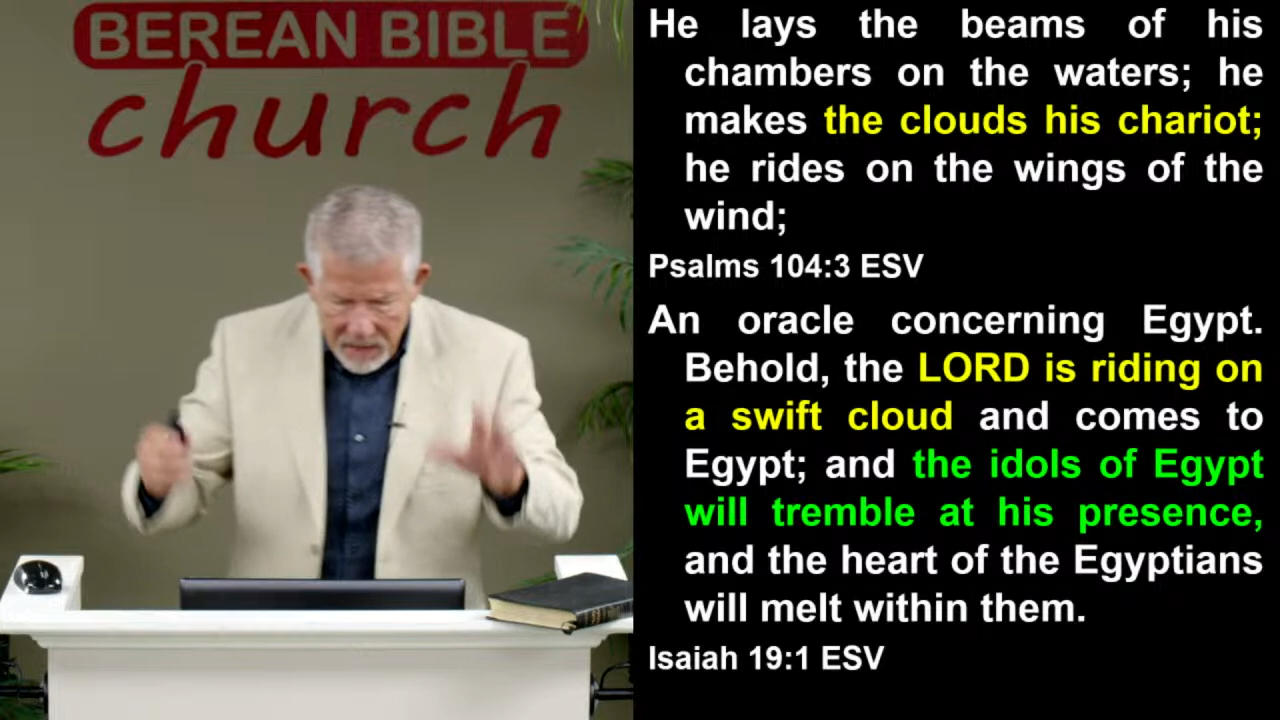 BEREAN BIBLE
church
He lays the beams of his
chambers on the waters; he
makes the clouds his chariot;
he rides on the wings of the
wind;
Psalms 104:3 ESV
An oracle concerning Egypt.
Behold, the LORD is riding on
a swift cloud and comes to
Egypt; and the idols of Egypt
will tremble at his presence,
and the heart of the Egyptians
will melt within them.
Isaiah 19:1 ESV